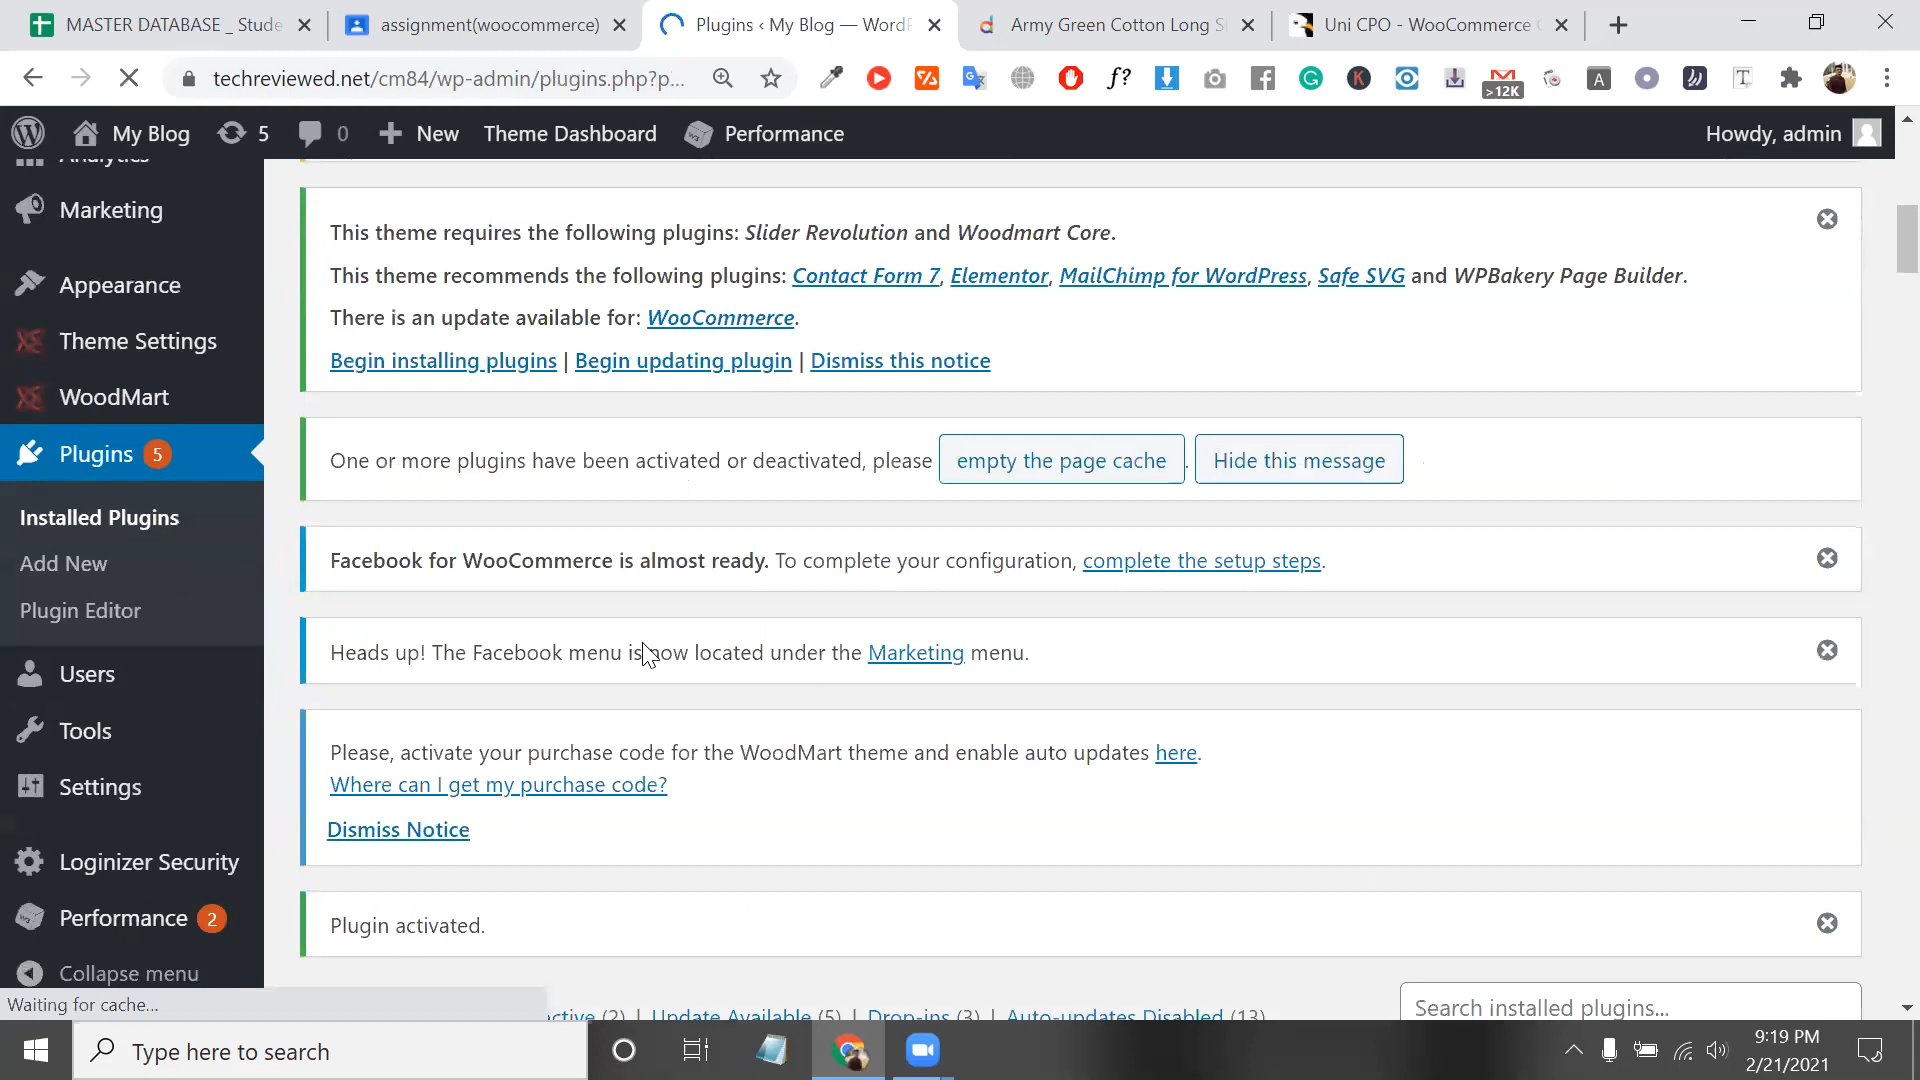 MASTER DATABASE _ Stude
assignment(woocommerce)
Plugins ‹ My Blog — WordP
Army Green Cotton Long S
Uni CPO - WooCommerce
techreviewed.net/cm84/wp-admin/plugins.php?p...
>12K
My Blog
5
0
New
Theme Dashboard
Performance
Howdy, admin
Analytics
Marketing
Appearance
Theme Settings
WoodMart
Plugins 5
Installed Plugins
Add New
Plugin Editor
Users
Tools
Settings
Loginizer Security
Performance 2
Collapse menu
This theme requires the following plugins: Slider Revolution and Woodmart Core.
This theme recommends the following plugins: Contact Form 7, Elementor, MailChimp for WordPress, Safe SVG and WPBakery Page Builder.
There is an update available for: WooCommerce.
Begin installing plugins | Begin updating plugin | Dismiss this notice
One or more plugins have been activated or deactivated, please empty the page cache . Hide this message
Facebook for WooCommerce is almost ready. To complete your configuration, complete the setup steps.
Heads up! The Facebook menu is now located under the Marketing menu.
Please, activate your purchase code for the WoodMart theme and enable auto updates here.
Where can I get my purchase code?
Dismiss Notice
Plugin activated.
ctive (2) | Update Available (5) | Drop-ins (3) | Auto-updates Disabled (13)
Search installed plugins...
Waiting for cache...
Type here to search
9:19 PM
2/21/2021